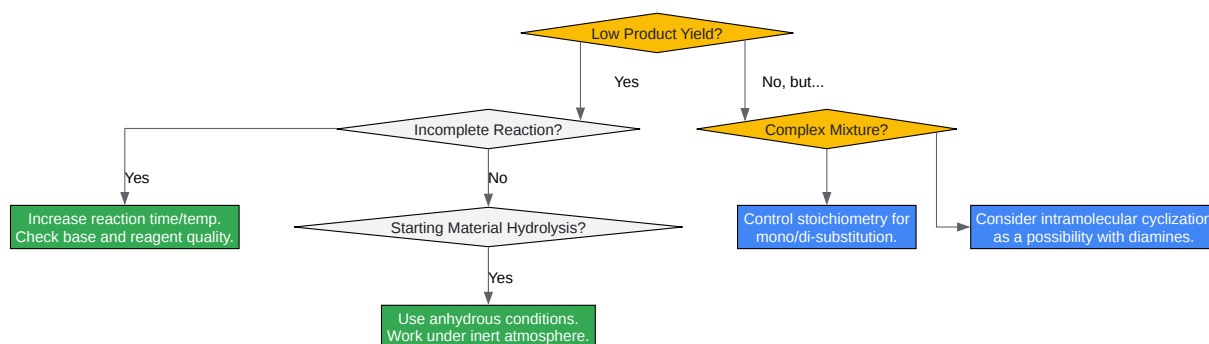 Low Product Yield?
Yes
No, but...
Incomplete Reaction?
Complex Mixture?
Yes
No
Increase reaction time/temp.
Check base and reagent quality.
Starting Material Hydrolysis?
Control stoichiometry for
mono/di-substitution.
Consider intramolecular cyclization
as a possibility with diamines.
Yes
Use anhydrous conditions.
Work under inert atmosphere.